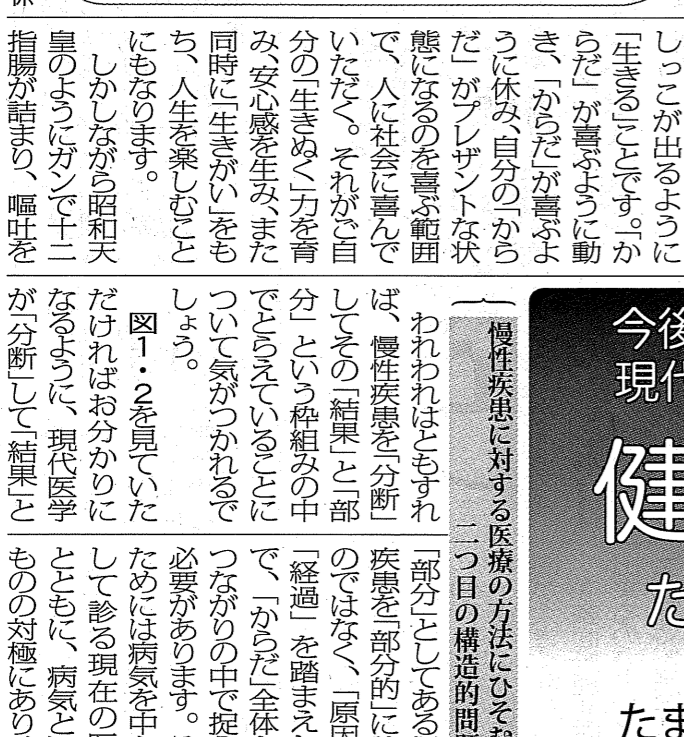 しっこが出るように
「生きる」ことです。「か
らだ」が喜ぶように動
き、「からだ」が喜ぶよ
うに休み、自分の「から
だ」がプレザントな状
態になるのを喜ぶ範囲
で、人に社会に喜んで
いただく。それがご自
分の「生きぬく」力を育
み、安心感を生み、また
同時に「生きがい」をも
ち、人生を楽しむこと
にもなります。
しかしながら昭和天
皇のようにガンで十二
指腸が詰まり、嘔吐を
今後
現代
健
た
たま
慢性疾患に対する医療の方法にひそ
二つ目の構造的問
われわれはともすれ
ば、慢性疾患を「分断」
してその「結果」と「部
分」という枠組みの中
でとらえていることに
ついて気がつかれるで
しょう。
図1・2を見ていた
だければお分かりに
なるように、現代医学
が「分断」して「結果」と
「部分」としてある
疾患を「部分的」に
のではなく、「原因
「経過」を踏まえ
で、「からだ」全体
つながりの中で捉
必要があります。
ためには病気を中
して診る現在の医
とともに、病気と
ものの対極にあり